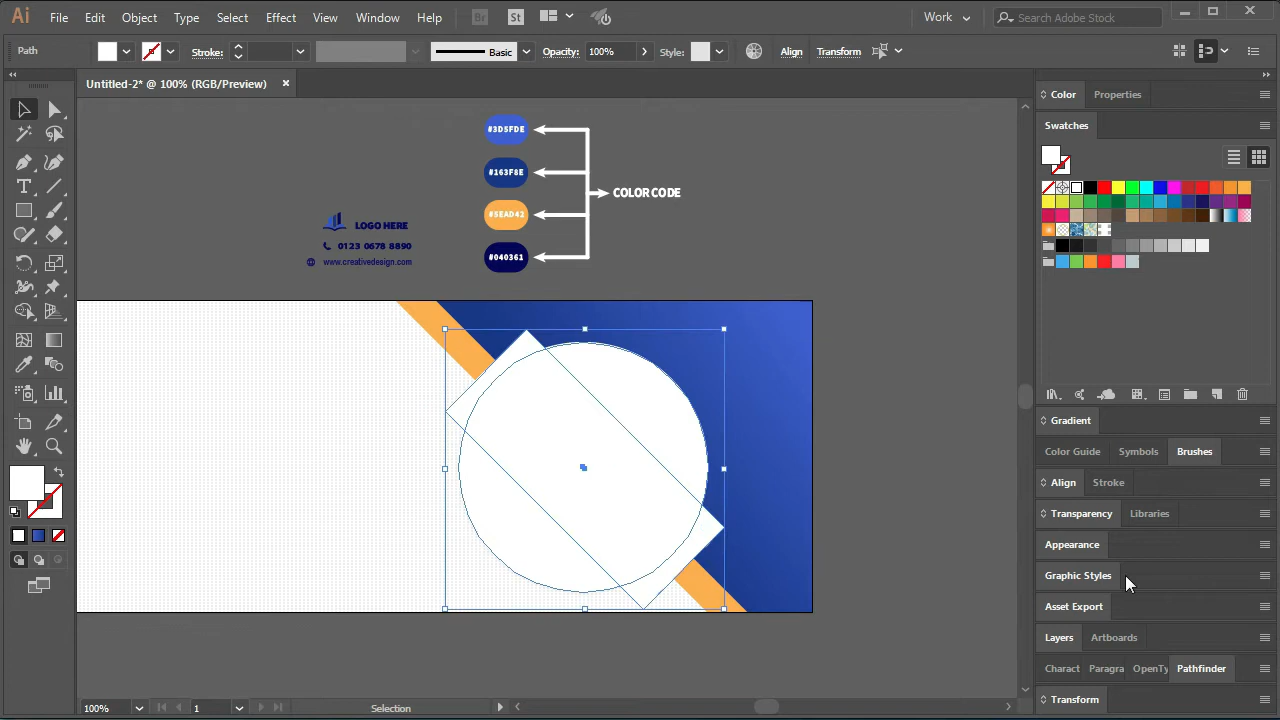 Ai File Edit Object Type Select Effect View Window Help Br St Work Search Adobe Stock
Path Stroke: Basic Opacity: 100% Style: Align Transform
Untitled-2* @ 100% (RGB/Preview)
Color Properties
Swatches
#3D5FDE
#163F8E
COLOR CODE
#5EAD42
LOGO HERE
0123 0678 8890
www.creativedesign.com
#040361
Gradient
Color Guide Symbols Brushes
Align Stroke
Transparency Libraries
Appearance
Graphic Styles
Asset Export
Layers Artboards
Charact Paragra OpenTy Pathfinder
Transform
100% 1 Selection